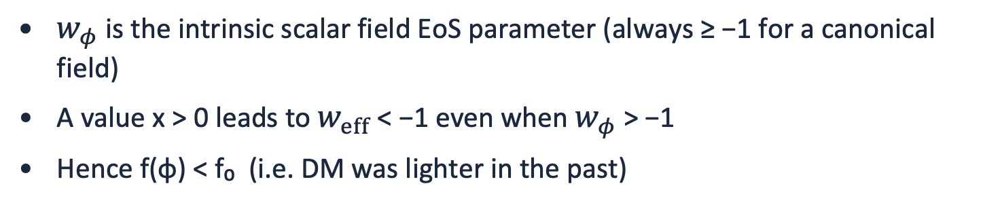 • w_ϕ is the intrinsic scalar field EoS parameter (always ≥ −1 for a canonical
field)
• A value x > 0 leads to w_eff < −1 even when w_ϕ > −1
• Hence f(ϕ) < f₀ (i.e. DM was lighter in the past)